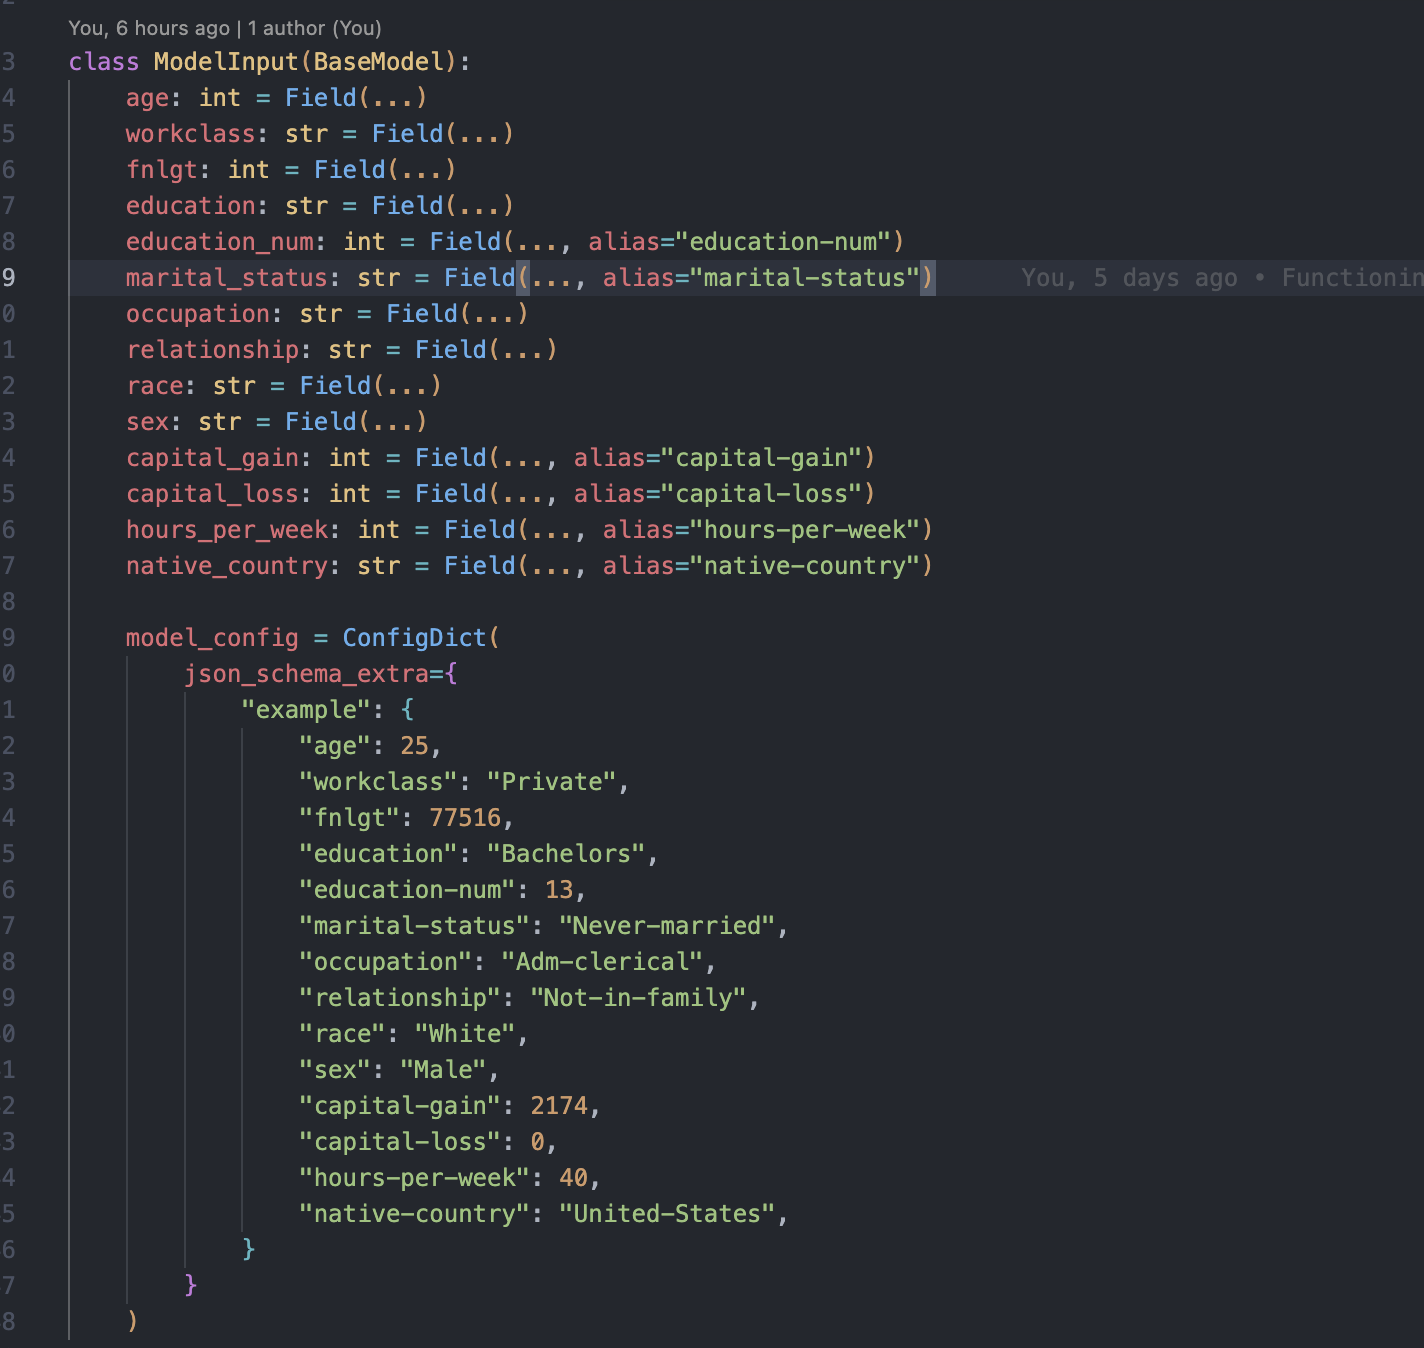 You, 6 hours ago | 1 author (You)
3 class ModelInput(BaseModel):
4     age: int = Field(...)
5     workclass: str = Field(...)
6     fnlgt: int = Field(...)
7     education: str = Field(...)
8     education_num: int = Field(..., alias="education-num")
9     marital_status: str = Field(..., alias="marital-status")     You, 5 days ago • Functionin
0     occupation: str = Field(...)
1     relationship: str = Field(...)
2     race: str = Field(...)
3     sex: str = Field(...)
4     capital_gain: int = Field(..., alias="capital-gain")
5     capital_loss: int = Field(..., alias="capital-loss")
6     hours_per_week: int = Field(..., alias="hours-per-week")
7     native_country: str = Field(..., alias="native-country")
8
9     model_config = ConfigDict(
0         json_schema_extra={
1             "example": {
2                 "age": 25,
3                 "workclass": "Private",
4                 "fnlgt": 77516,
5                 "education": "Bachelors",
6                 "education-num": 13,
7                 "marital-status": "Never-married",
8                 "occupation": "Adm-clerical",
9                 "relationship": "Not-in-family",
0                 "race": "White",
1                 "sex": "Male",
2                 "capital-gain": 2174,
3                 "capital-loss": 0,
4                 "hours-per-week": 40,
5                 "native-country": "United-States",
6             }
7         }
8     )